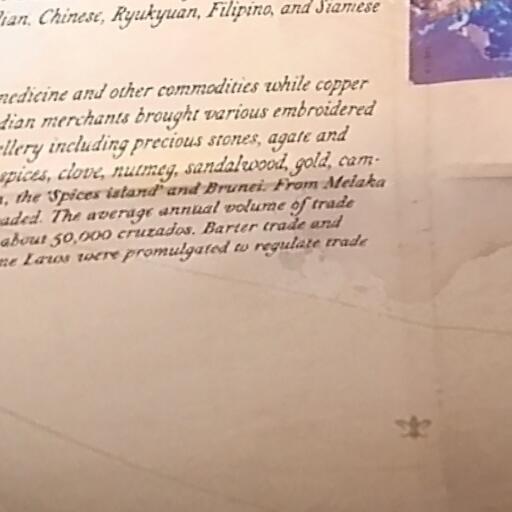 lian, Chinese, Ryukyuan, Filipino, and Siamese
medicine and other commodities while copper
dian merchants brought various embroidered
ellery including precious stones, agate and
spices, clove, nutmeg, sandalwood, gold, cam-
, the 'Spices island' and Brunei. From Melaka
aded. The average annual volume of trade
about 50,000 cruzados. Barter trade and
ne Laws were promulgated to regulate trade